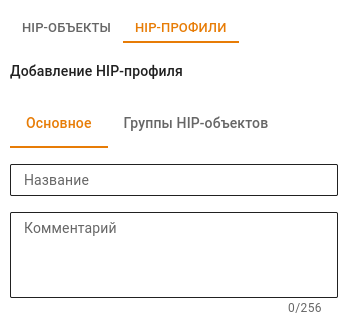 HIP-ОБЪЕКТЫ HIP-ПРОФИЛИ
Добавление HIP-профиля
Основное Группы HIP-объектов
Название
Комментарий
0/256